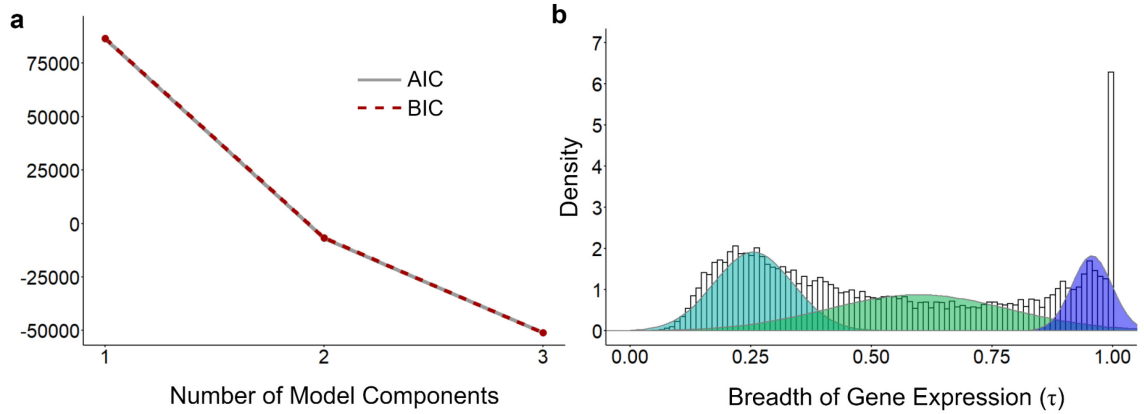 a
75000
50000
25000
0
-25000
-50000
1 2 3
Number of Model Components
AIC
BIC
b
Density
7
6
5
4
3
2
1
0
0.00 0.25 0.50 0.75 1.00
Breadth of Gene Expression (τ)